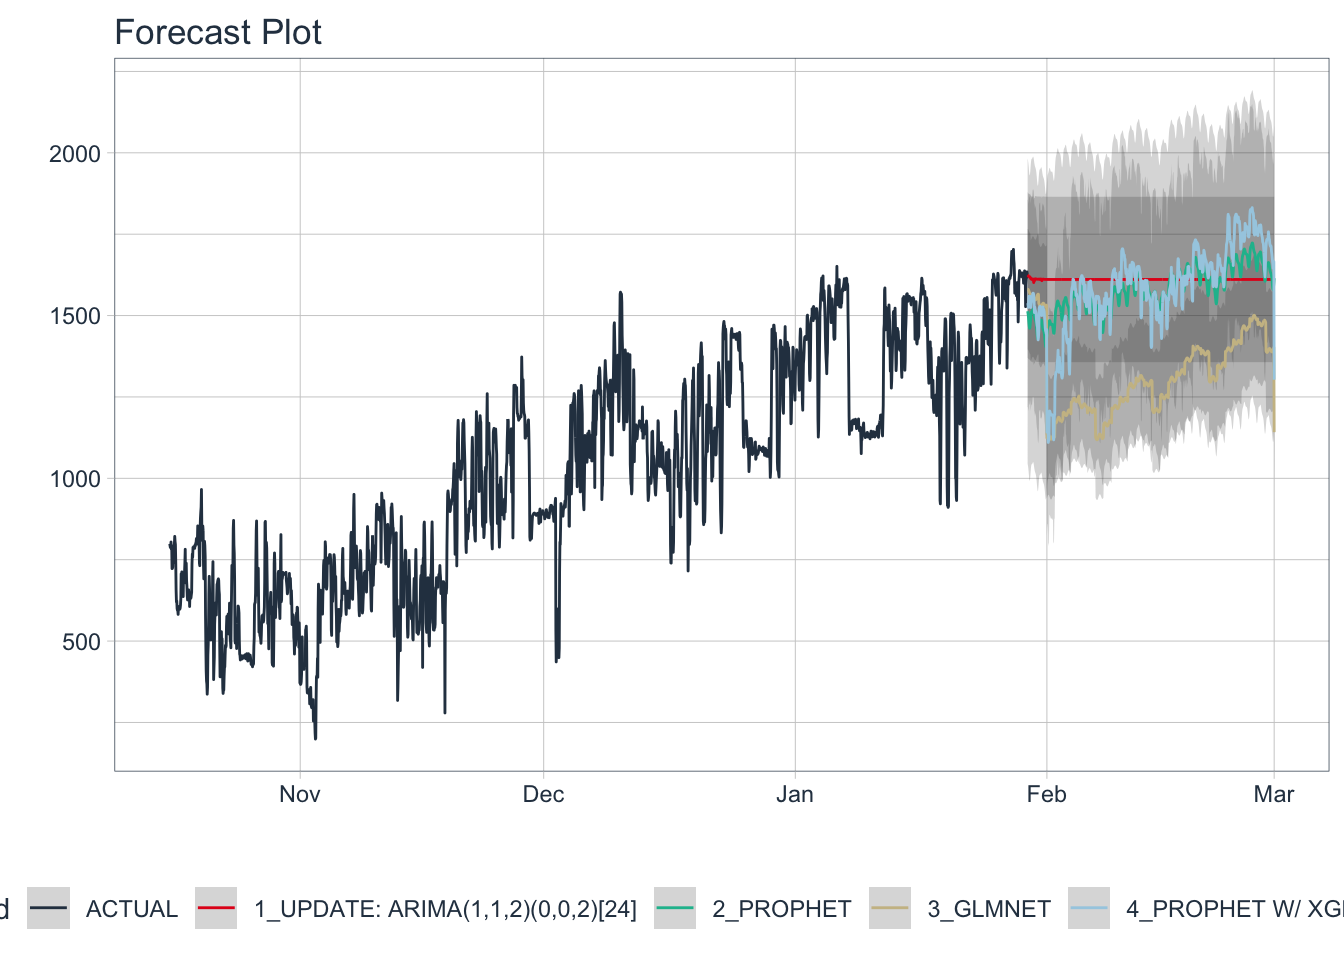 Forecast Plot
2000
1500
1000
500
Nov Dec Jan Feb Mar
ACTUAL 1_UPDATE: ARIMA(1,1,2)(0,0,2)[24] 2_PROPHET 3_GLMNET 4_PROPHET W/